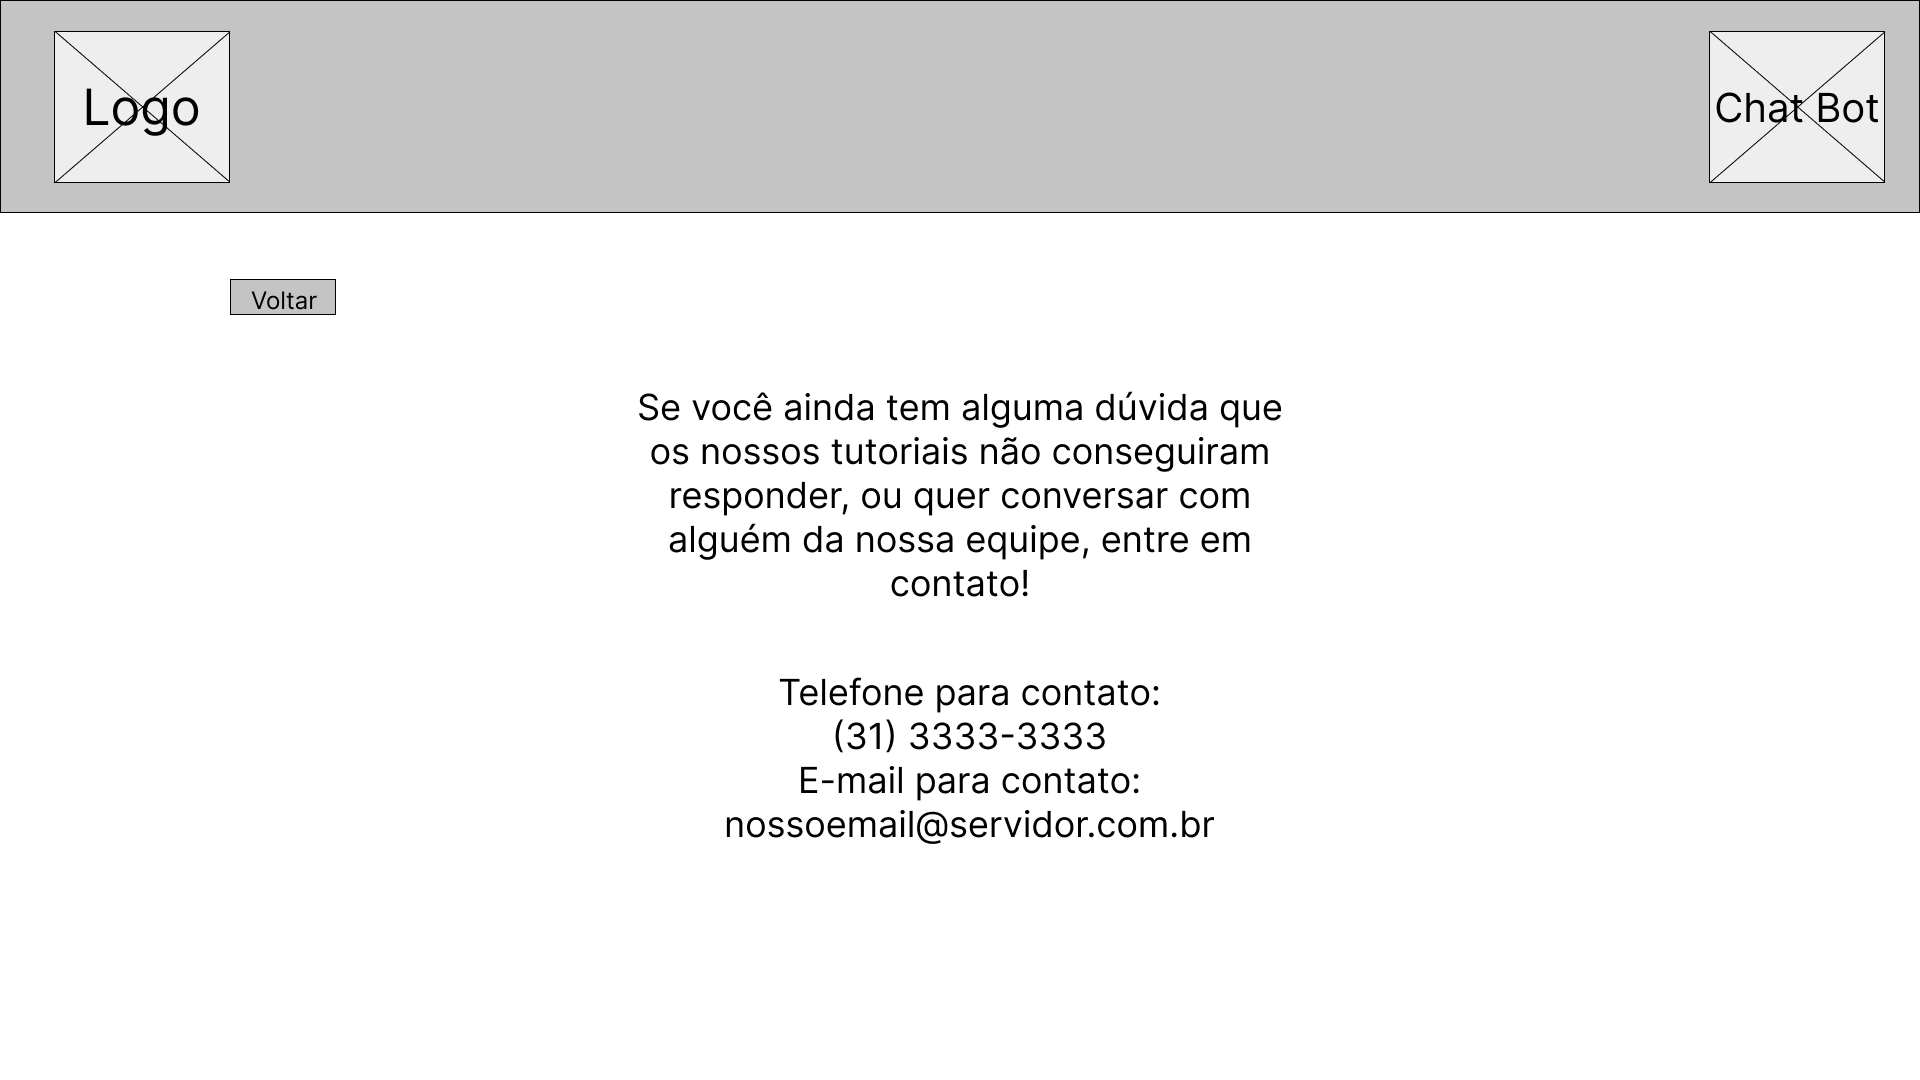 Logo
Chat Bot
Voltar
Se você ainda tem alguma dúvida que
os nossos tutoriais não conseguiram
responder, ou quer conversar com
alguém da nossa equipe, entre em
contato!
Telefone para contato:
(31) 3333-3333
E-mail para contato:
nossoemail@servidor.com.br